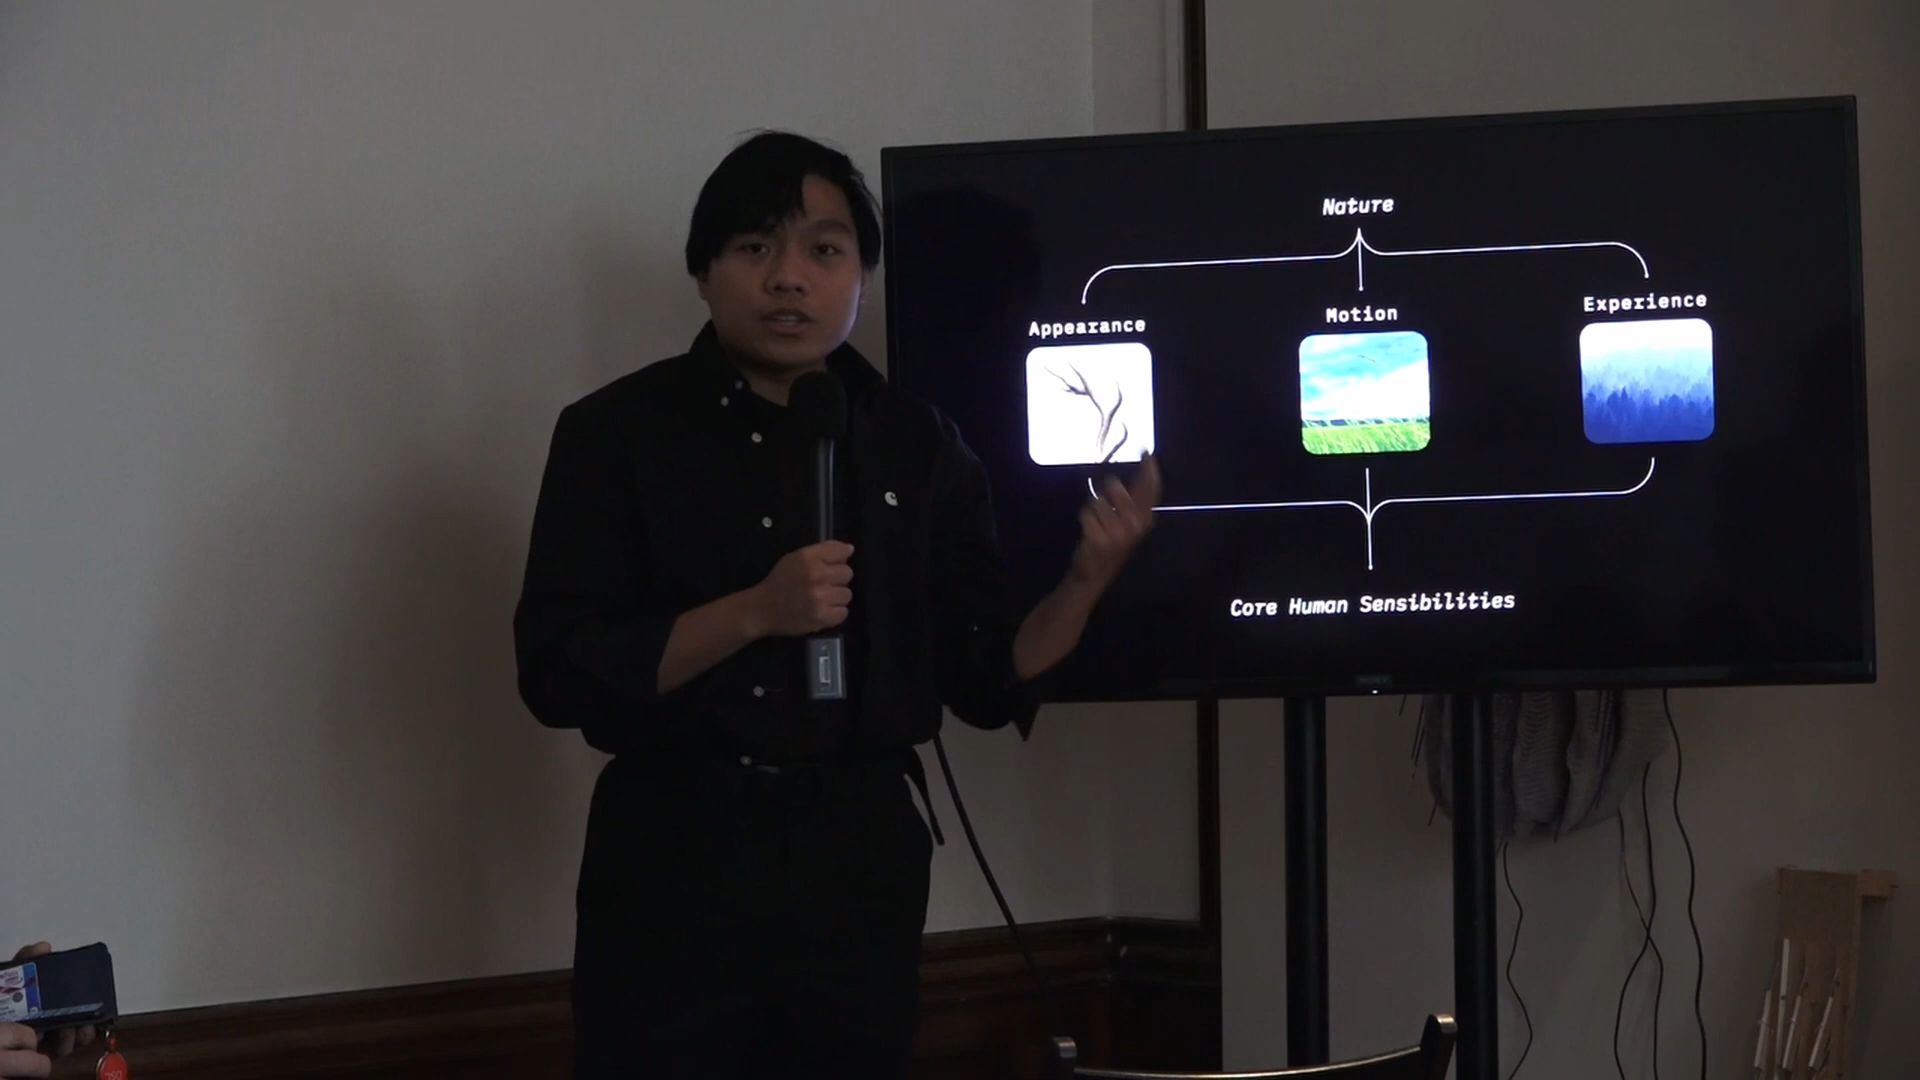 Nature
Appearance
Motion
Experience
Core Human Sensibilities